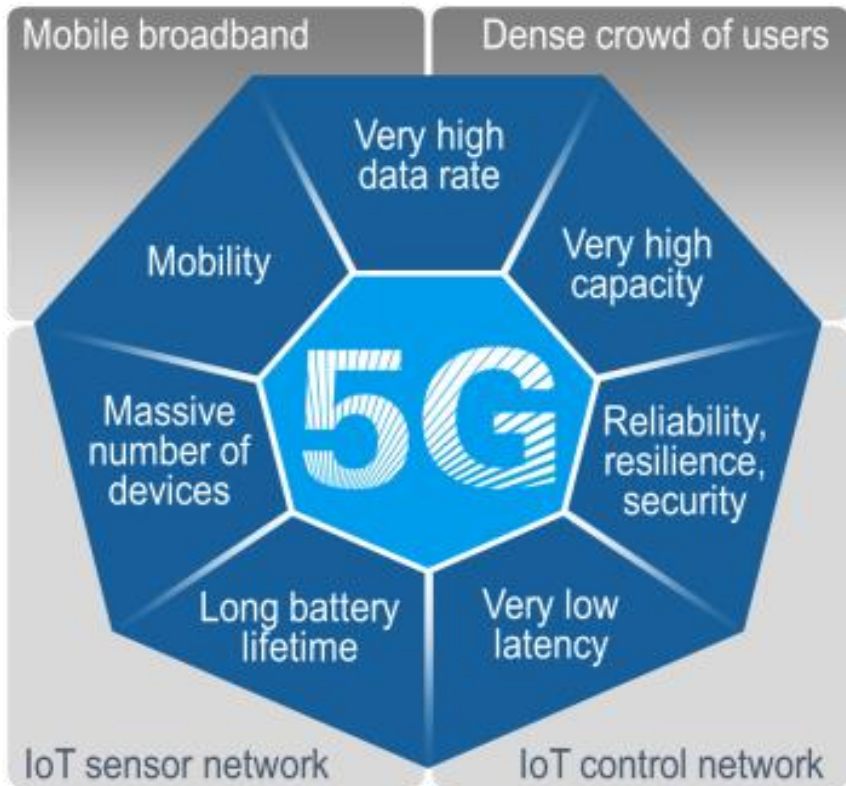 Mobile broadband
Dense crowd of users
Very high
data rate
Mobility
Very high
capacity
5G
Massive
number of
devices
Reliability,
resilience,
security
Long battery
lifetime
Very low
latency
IoT sensor network
IoT control network